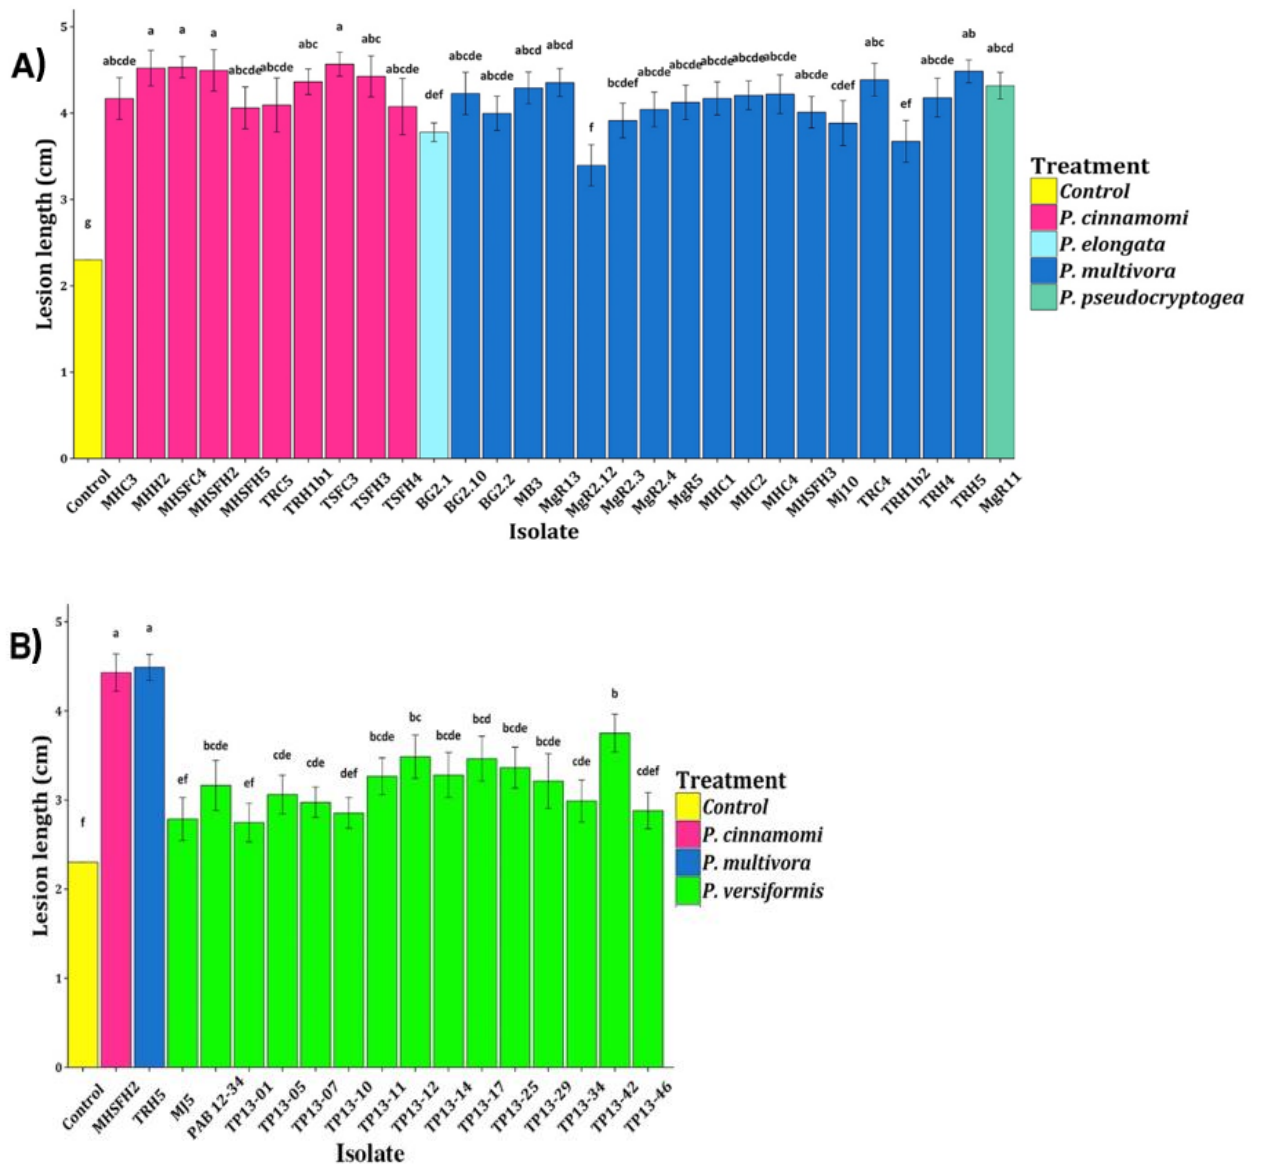 A)
Lesion length (cm)
5
4
3
2
1
0
g
abcde
a
a
a
abcde
abcde
abc
a
abc
abcde
def
abcde
abcde
abcd
abcd
f
bcdef
abcde
abcde
abcde
abcde
abcde
abcde
cdef
abc
ef
abcde
ab
abcd
Control
MHC3
MHH2
MHSFC4
MHSFH2
MHSFH5
TRC5
TRH1b1
TSFC3
TSFH3
TSFH4
BG2.1
BG2.10
BG2.2
MB3
MgR13
MgR2.12
MgR2.3
MgR2.4
MgR5
MHC1
MHC2
MHC4
MHSFH3
MJ10
TRC4
TRH1b2
TRH4
TRH5
MgR11
Isolate
Treatment
Control
P. cinnamomi
P. elongata
P. multivora
P. pseudocryptogea
B)
Lesion length (cm)
5
4
3
2
1
0
f
a
a
ef
bcde
ef
cde
cde
def
bcde
bc
bcde
bcd
bcde
bcde
cde
b
cdef
Control
MHSFH2
TRH5
MJ5
PAB 12-34
TP13-01
TP13-05
TP13-07
TP13-10
TP13-11
TP13-12
TP13-14
TP13-17
TP13-25
TP13-29
TP13-34
TP13-42
TP13-46
Isolate
Treatment
Control
P. cinnamomi
P. multivora
P. versiformis